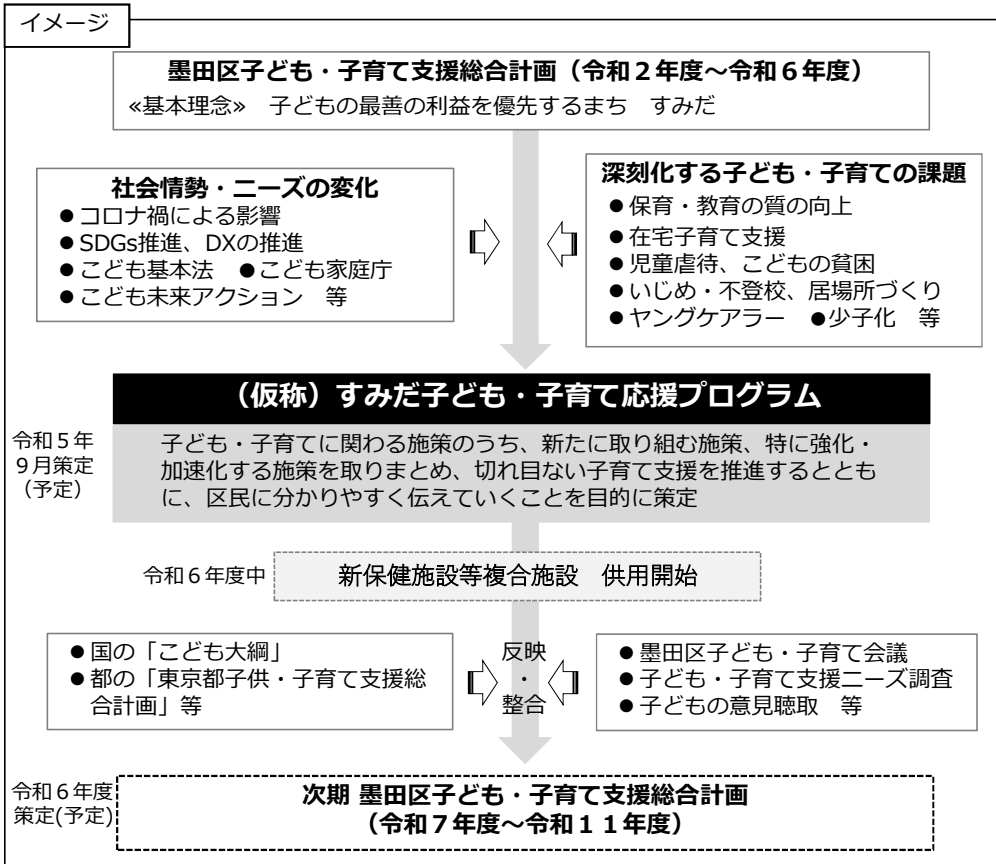 イメージ
墨田区子ども・子育て支援総合計画（令和２年度～令和６年度）
≪基本理念≫　子どもの最善の利益を優先するまち　すみだ
社会情勢・ニーズの変化
●コロナ禍による影響
●SDGs推進、DXの推進
●こども基本法　●こども家庭庁
●こども未来アクション　等
深刻化する子ども・子育ての課題
●保育・教育の質の向上
●在宅子育て支援
●児童虐待、こどもの貧困
●いじめ・不登校、居場所づくり
●ヤングケアラー　●少子化　等
（仮称）すみだ子ども・子育て応援プログラム
令和５年
９月策定
（予定）
子ども・子育てに関わる施策のうち、新たに取り組む施策、特に強化・
加速化する施策を取りまとめ、切れ目ない子育て支援を推進するととも
に、区民に分かりやすく伝えていくことを目的に策定
令和６年度中
新保健施設等複合施設　供用開始
●国の「こども大綱」
●都の「東京都子供・子育て支援総
合計画」等
反映
・
整合
●墨田区子ども・子育て会議
●子ども・子育て支援ニーズ調査
●子どもの意見聴取　等
令和６年度
策定(予定)
次期 墨田区子ども・子育て支援総合計画
（令和７年度～令和１１年度）